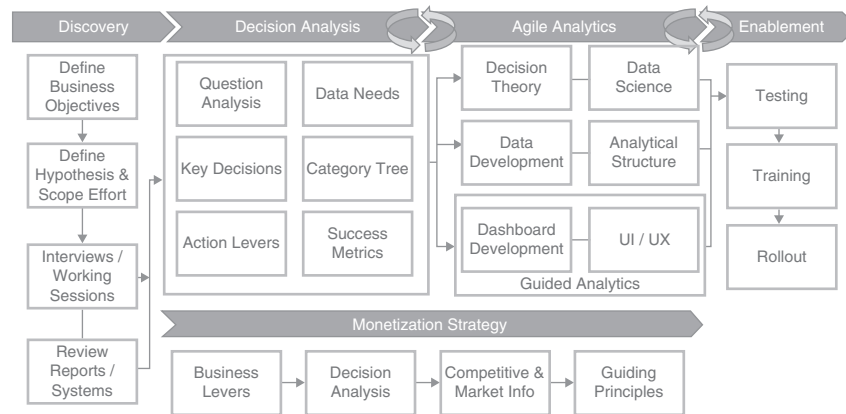 Discovery
Decision Analysis
Agile Analytics
Enablement
Define
Business
Objectives
Define
Hypothesis &
Scope Effort
Interviews /
Working
Sessions
Review
Reports /
Systems
Question
Analysis
Data Needs
Key Decisions
Category Tree
Action Levers
Success
Metrics
Decision
Theory
Data
Science
Data
Development
Analytical
Structure
Dashboard
Development
UI / UX
Guided Analytics
Testing
Training
Rollout
Monetization Strategy
Business
Levers
Decision
Analysis
Competitive &
Market Info
Guiding
Principles